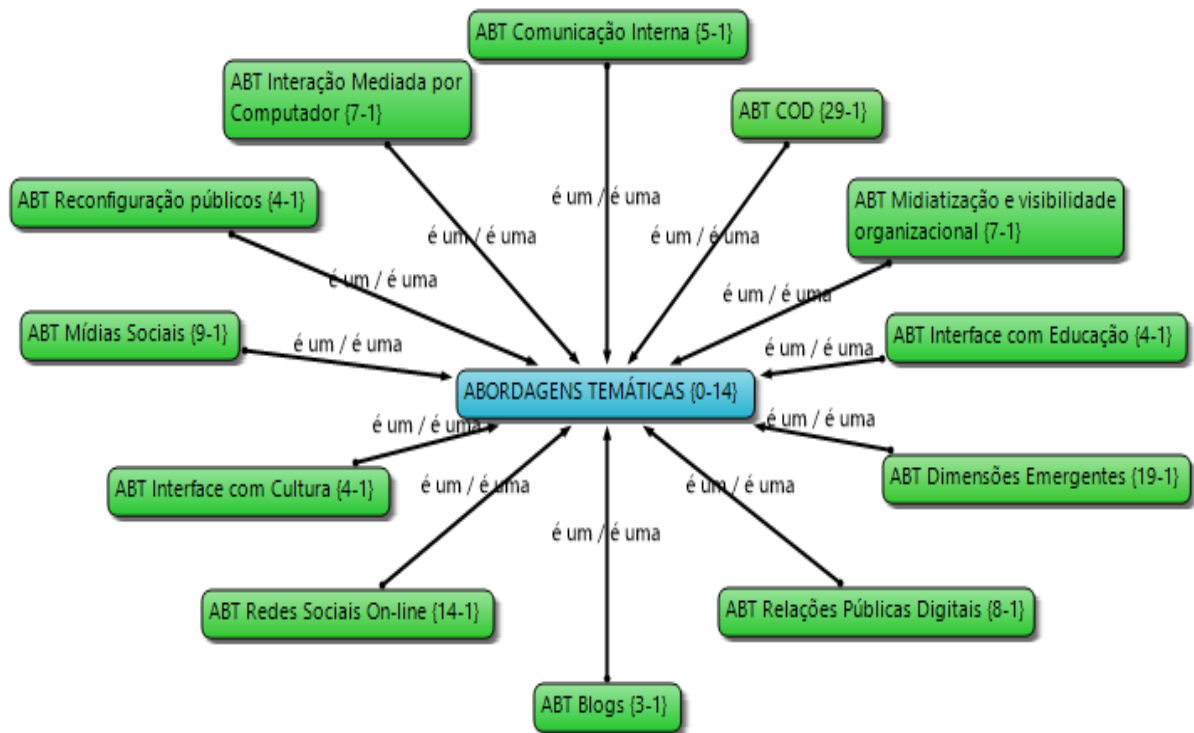 ABT Comunicação Interna {5-1}
ABT Interação Mediada por
Computador {7-1}
ABT COD {29-1}
ABT Reconfiguração públicos {4-1}
ABT Midiatização e visibilidade
organizacional {7-1}
é um / é uma
é um / é uma
é um / é uma
é um / é uma
é um / é uma
ABT Mídias Sociais {9-1}
é um / é uma
é um / é uma
ABT Interface com Educação {4-1}
ABORDAGENS TEMÁTICAS {0-14}
é um / é uma
é um / é uma
ABT Interface com Cultura {4-1}
é um / é uma
é um / é uma
ABT Dimensões Emergentes {19-1}
é um / é uma
ABT Redes Sociais On-line {14-1}
ABT Relações Públicas Digitais {8-1}
ABT Blogs {3-1}